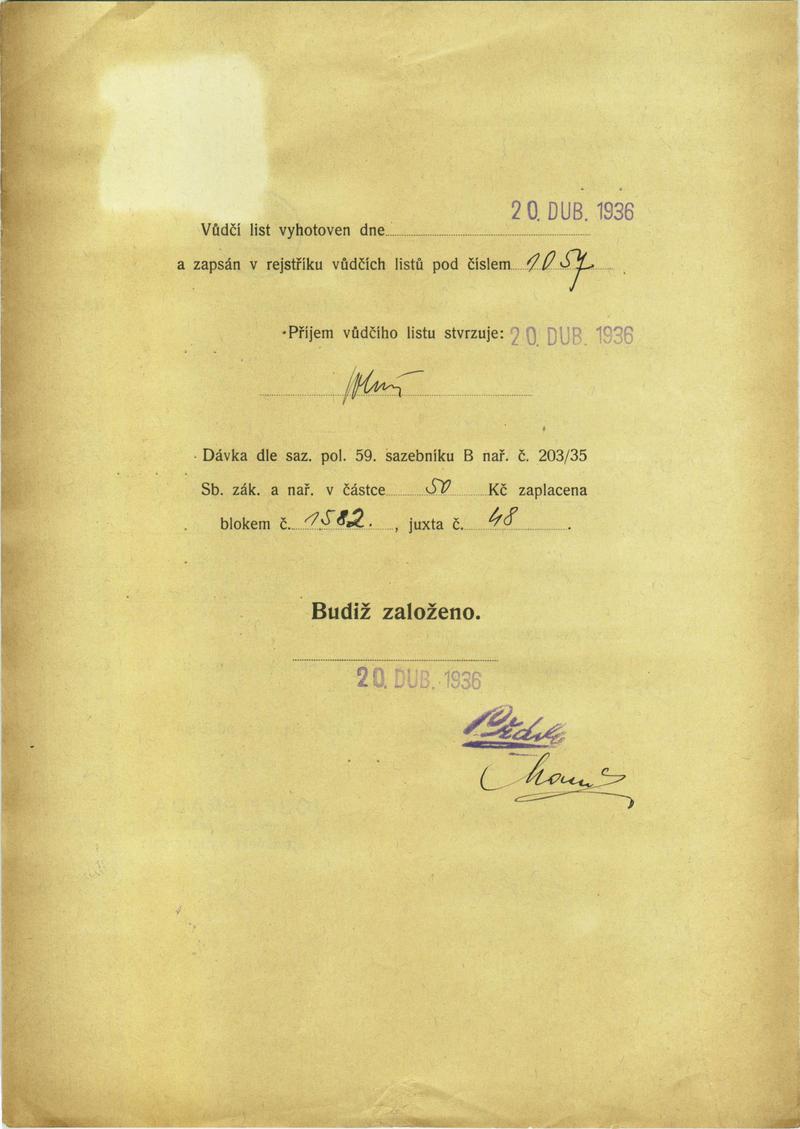 20. DUB. 1936
Vůdčí list vyhotoven dne
a zapsán v rejstříku vůdčích listů pod číslem 1057
Příjem vůdčího listu stvrzuje: 20. DUB. 1936
Dávka dle saz. pol. 59. sazebníku B nař. č. 203/35
Sb. zák. a nař. v částce 50 Kč zaplacena
blokem č. 1582. , juxta č. 48 .
Budiž založeno.
20. DUB. 1936